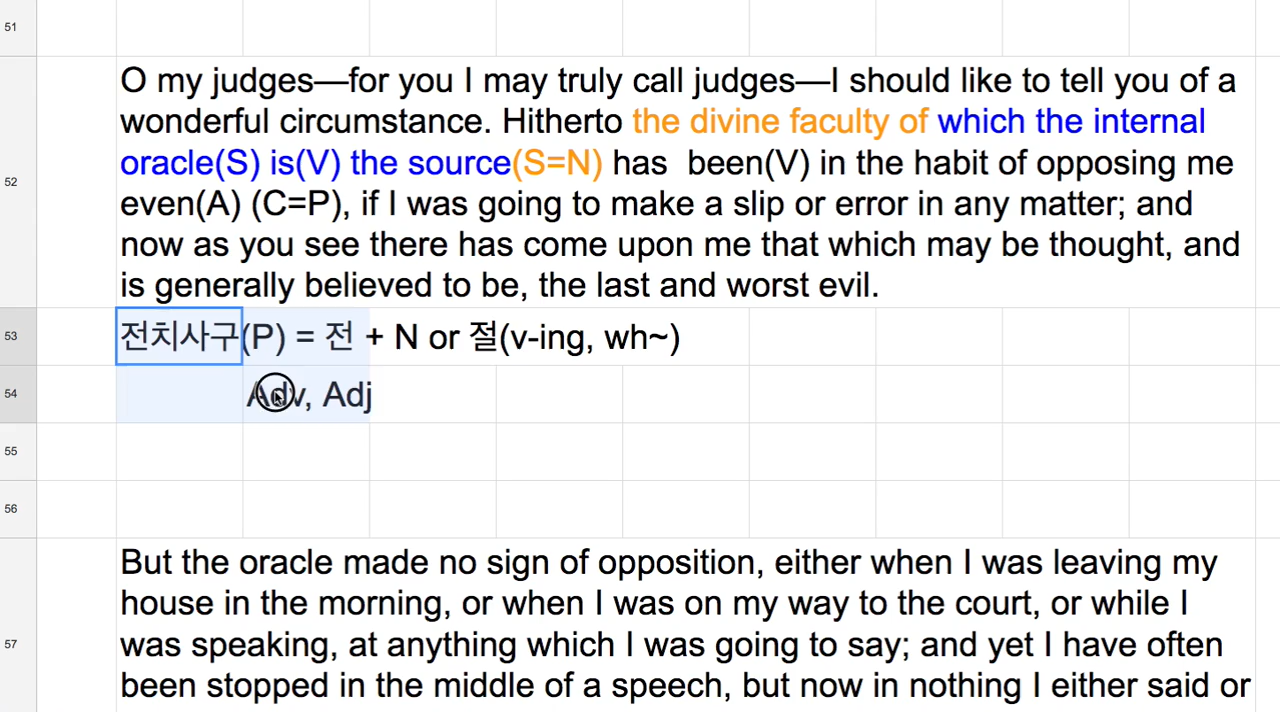 51
52
O my judges—for you I may truly call judges—I should like to tell you of a
wonderful circumstance. Hitherto the divine faculty of which the internal
oracle(S) is(V) the source(S=N) has  been(V) in the habit of opposing me
even(A) (C=P), if I was going to make a slip or error in any matter; and
now as you see there has come upon me that which may be thought, and
is generally believed to be, the last and worst evil.
53
전치사구(P) = 전 + N or 절(v-ing, wh~)
54
Adv, Adj
55
56
57
But the oracle made no sign of opposition, either when I was leaving my
house in the morning, or when I was on my way to the court, or while I
was speaking, at anything which I was going to say; and yet I have often
been stopped in the middle of a speech, but now in nothing I either said or